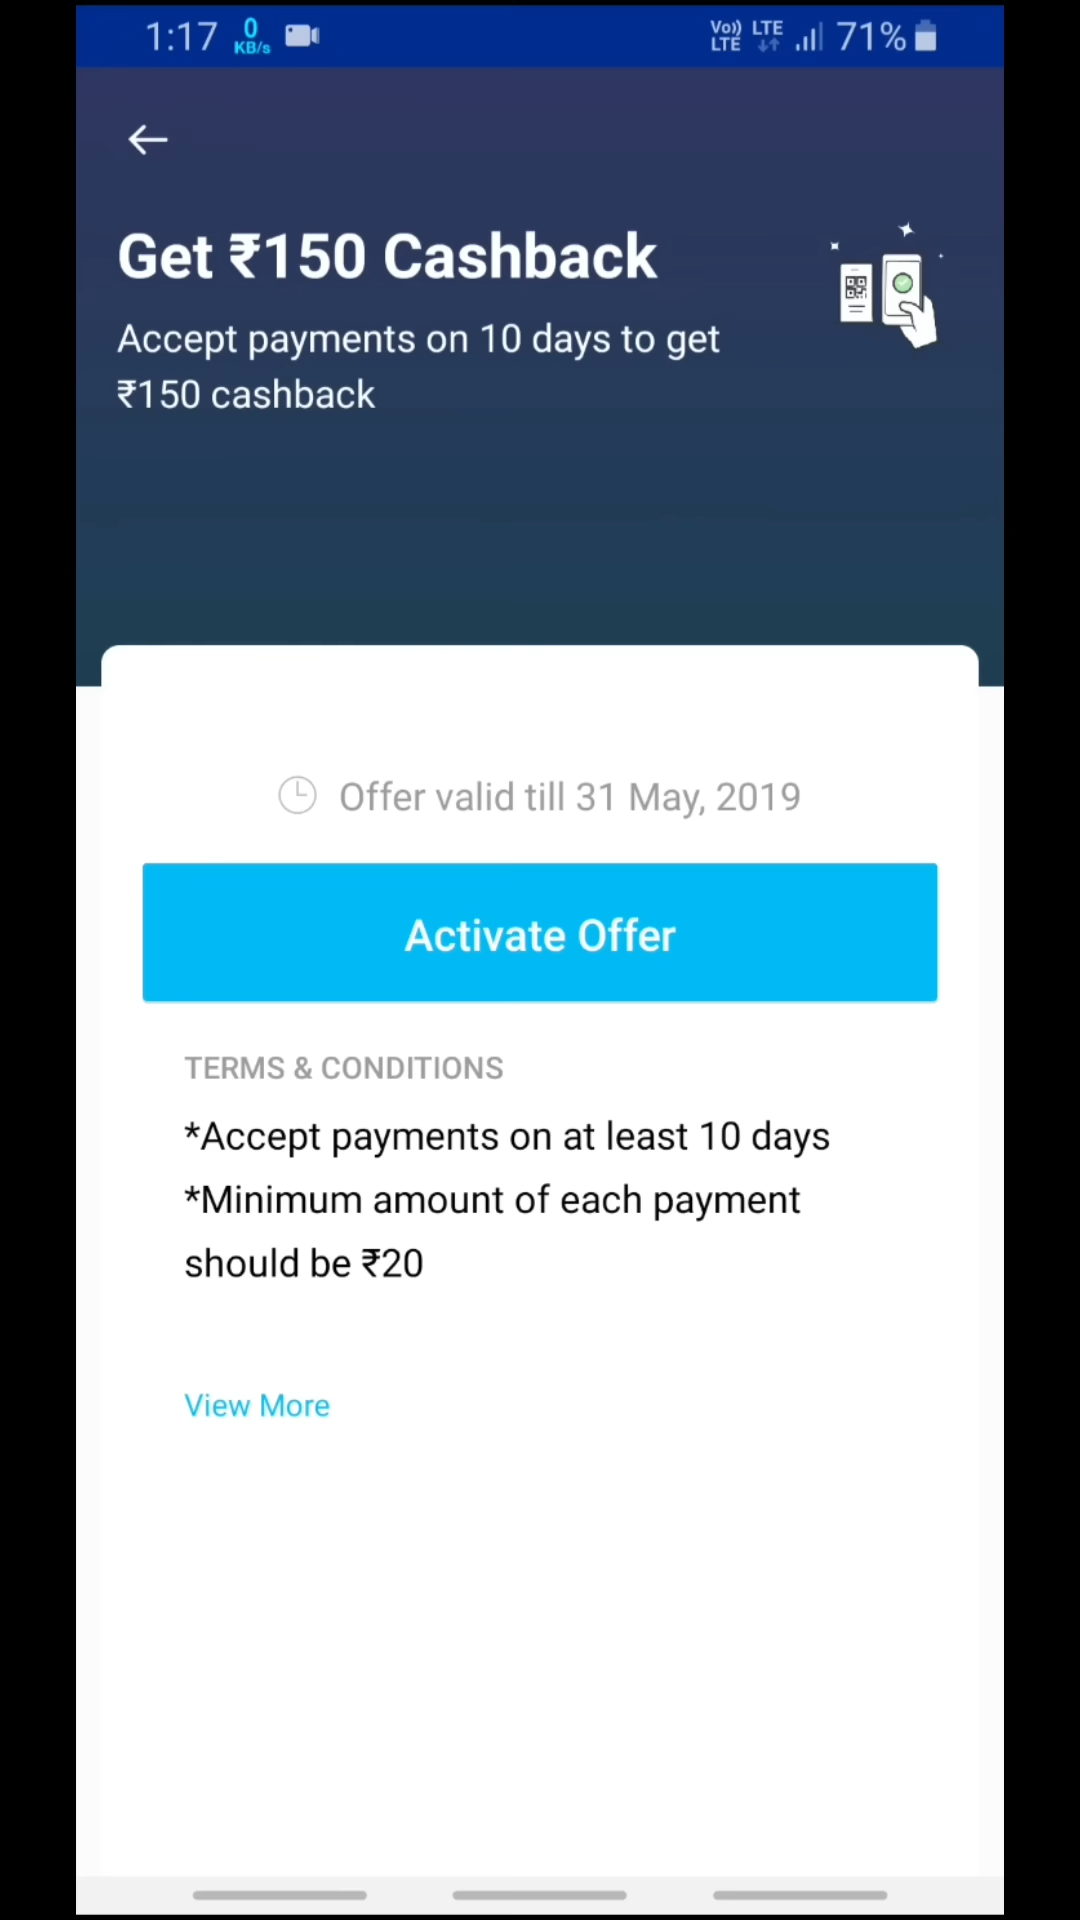 1:17 0 KB/s Vo)) LTE LTE 71%
Get ₹150 Cashback
Accept payments on 10 days to get
₹150 cashback
Offer valid till 31 May, 2019
Activate Offer
TERMS & CONDITIONS
*Accept payments on at least 10 days
*Minimum amount of each payment
should be ₹20
View More